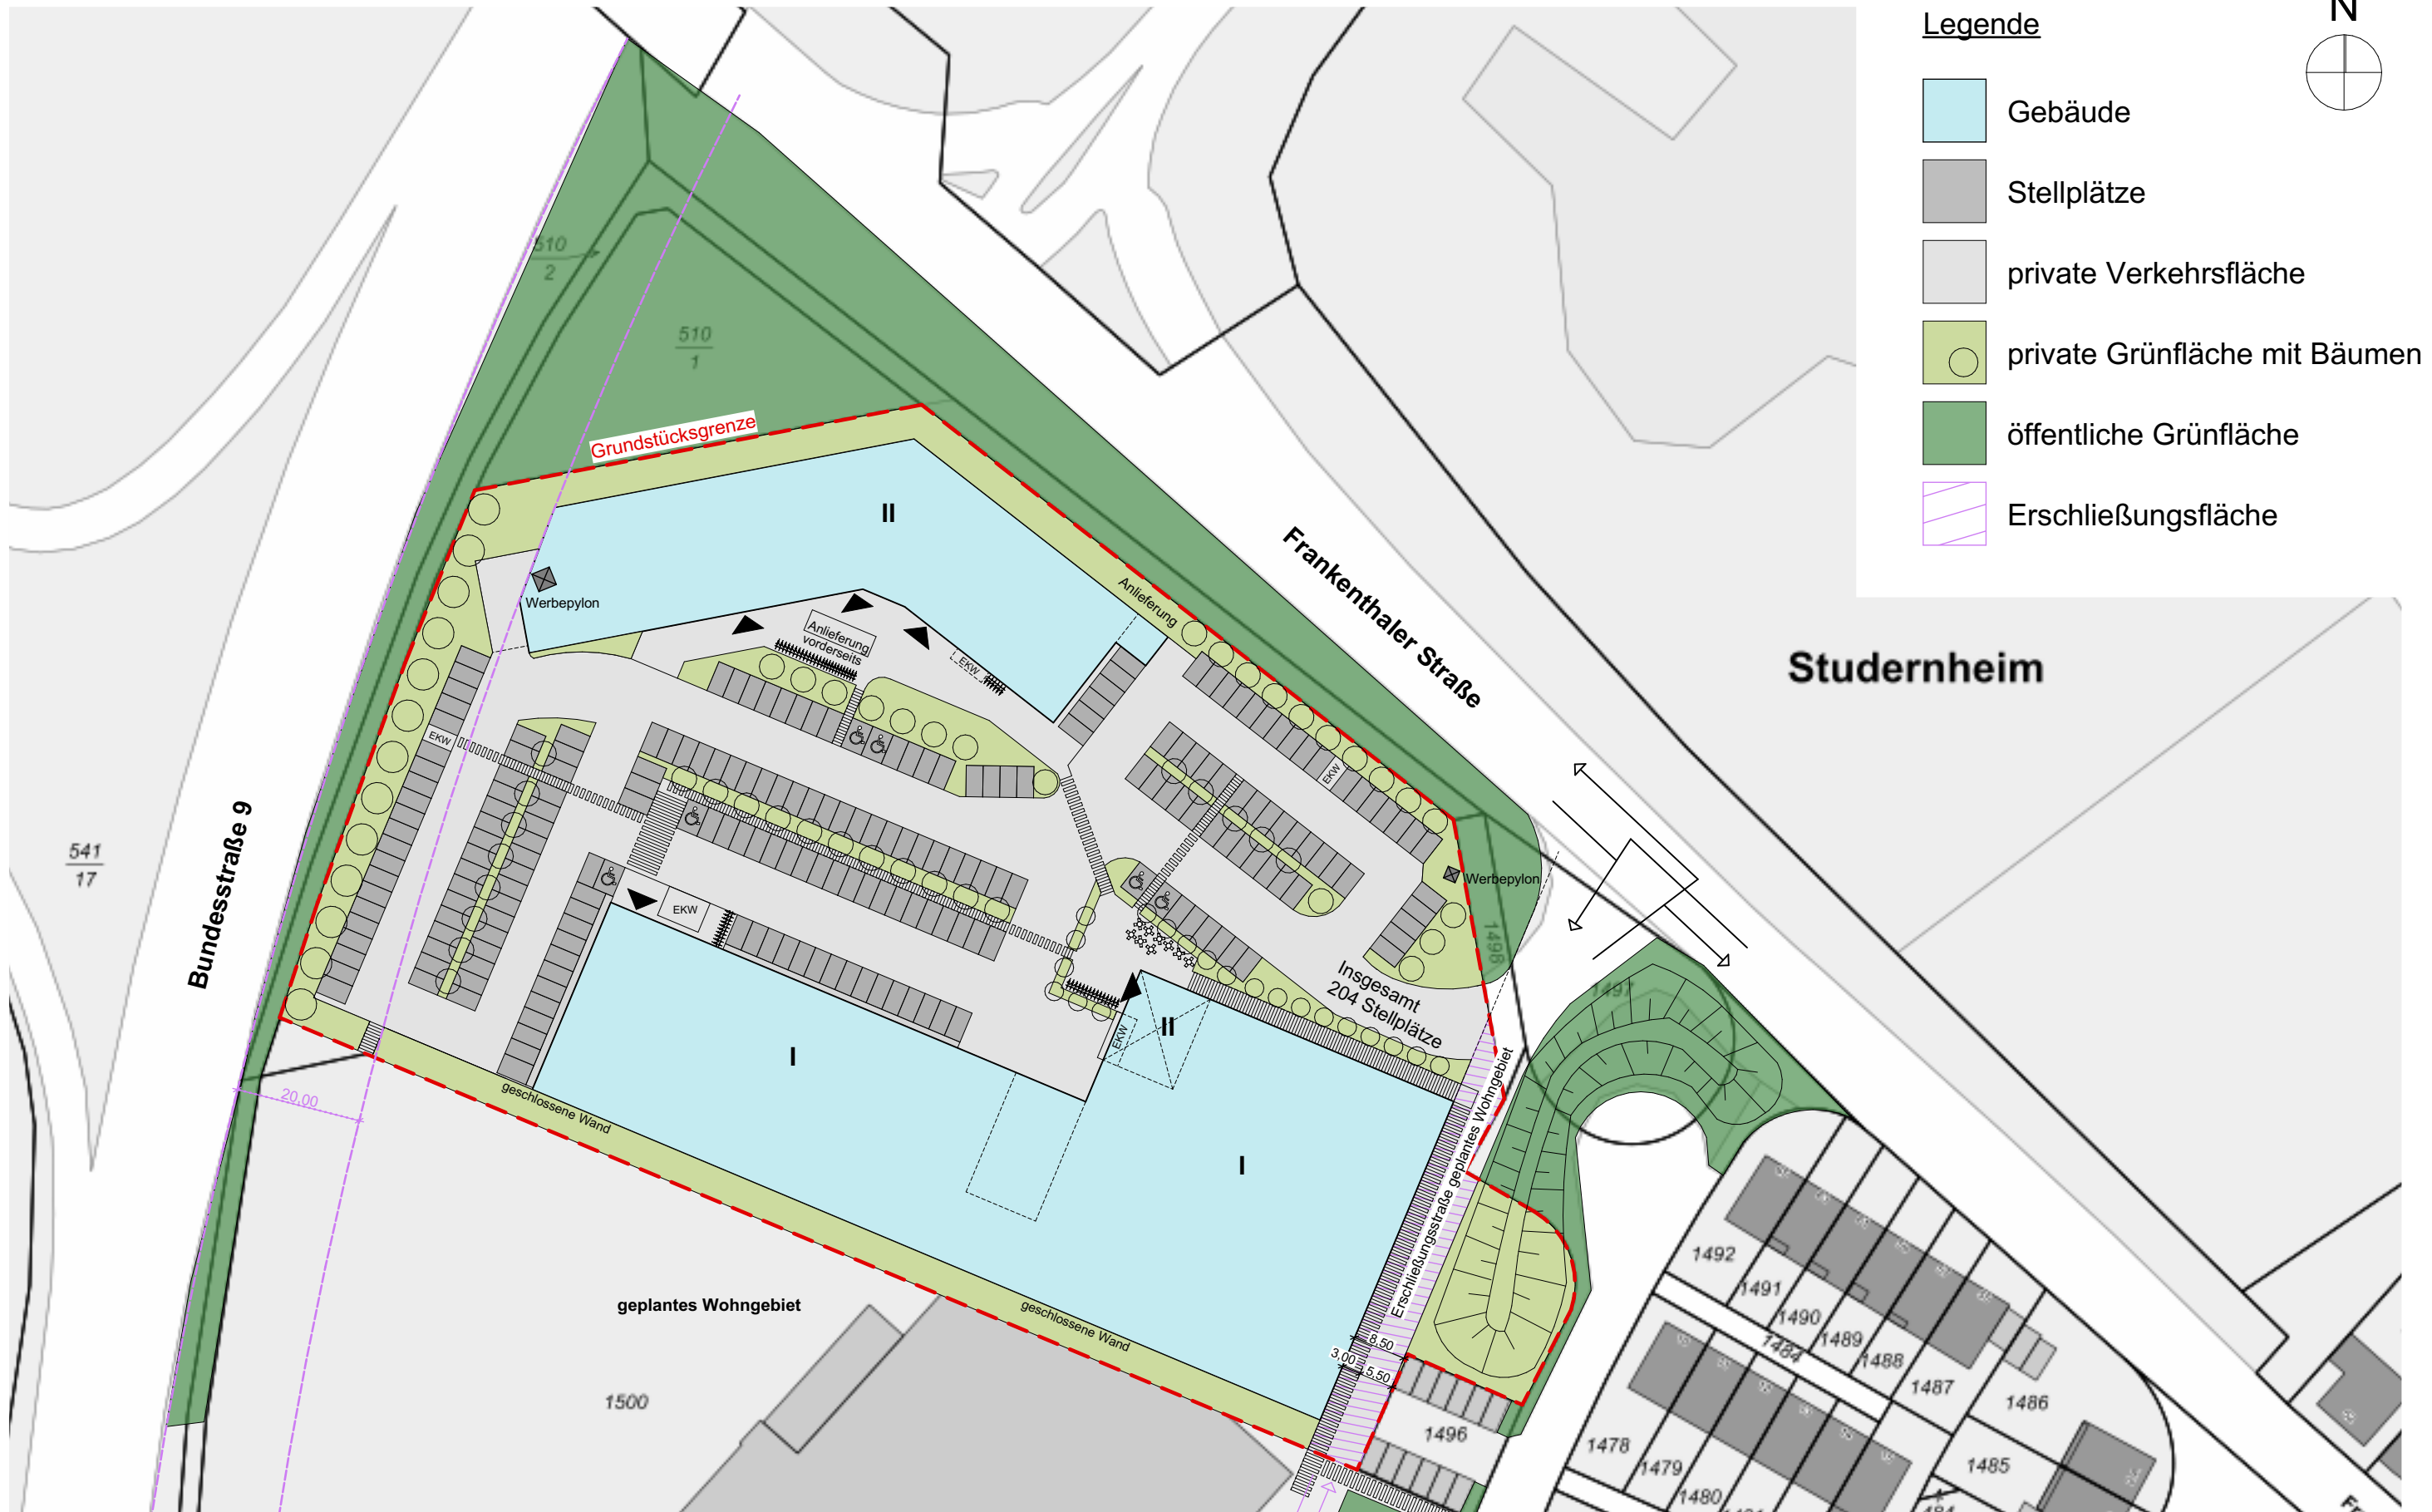 Legende
N
Gebäude
Stellplätze
private Verkehrsfläche
private Grünfläche mit Bäumen
öffentliche Grünfläche
Erschließungsfläche
510
2
510
1
Grundstücksgrenze
II
Frankenthaler Straße
Studernheim
Anlieferung
Werbepylon
Anlieferung
vorderseits
EKW
EKW
EKW
Bundesstraße 9
541
17
Werbepylon
EKW
1498
1497
Insgesamt
204 Stellplätze
II
I
EKW
I
20,00
geschlossene Wand
Erschließungsstraße geplantes Wohngebiet
geplantes Wohngebiet
geschlossene Wand
8,50
3,00
5,50
1500
1496
1492
1491
1490
1489
1488
1484
1487
1486
1485
1478
1479
1480